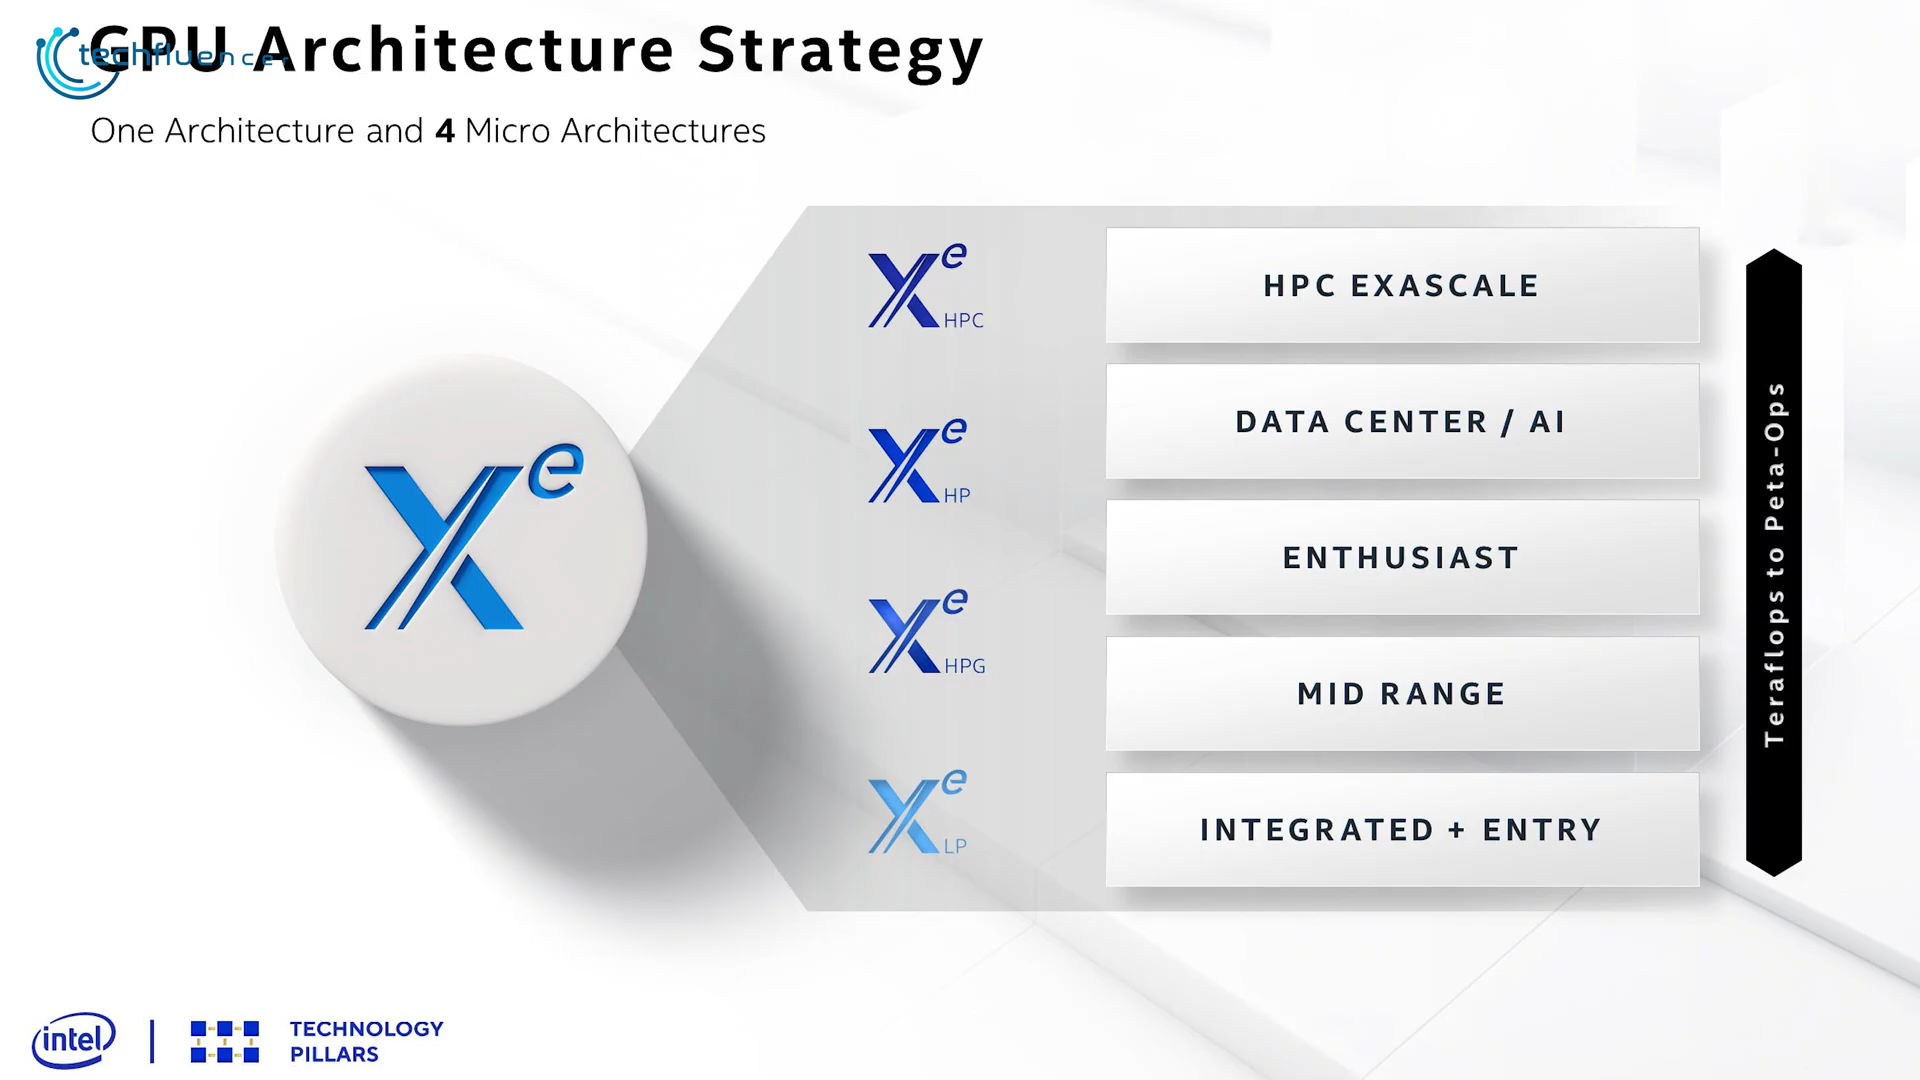 GPU Architecture Strategy
techfluencer
One Architecture and 4 Micro Architectures
Xe
Xe HPC
Xe HP
Xe HPG
Xe LP
HPC EXASCALE
DATA CENTER / AI
ENTHUSIAST
MID RANGE
INTEGRATED + ENTRY
Teraflops to Peta-Ops
intel
TECHNOLOGY
PILLARS